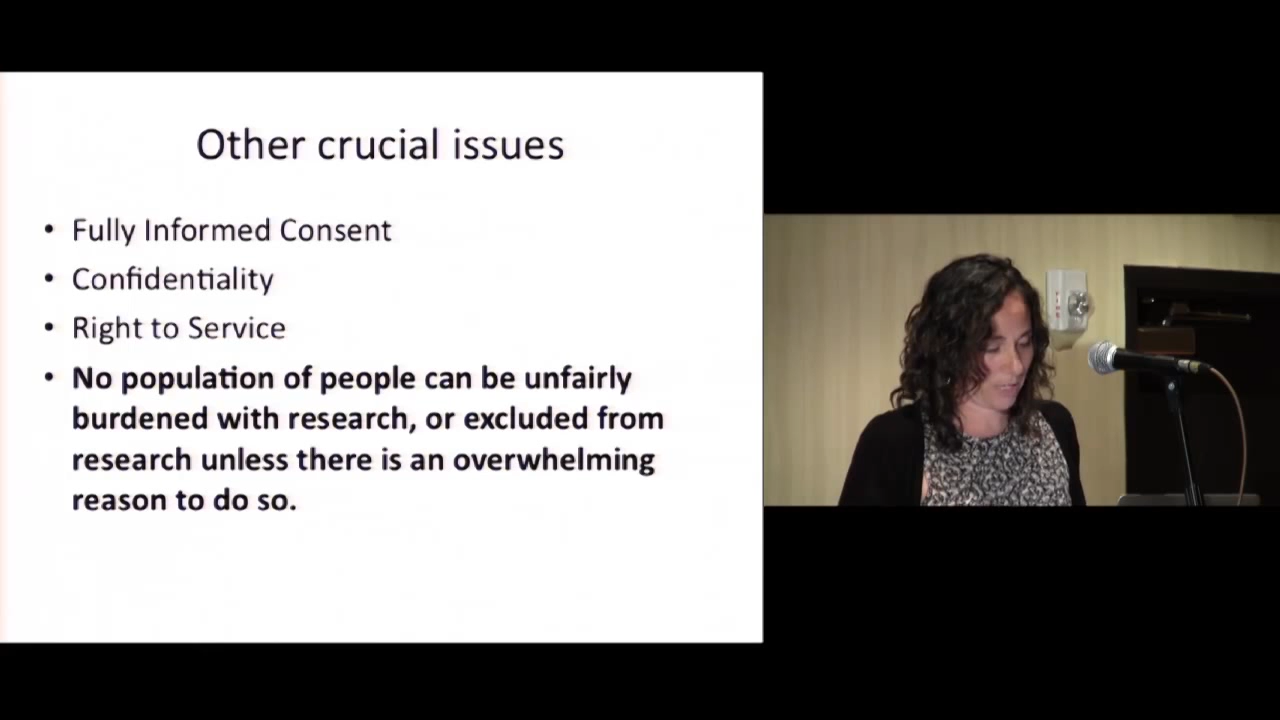 Other crucial issues
• Fully Informed Consent
• Confidentiality
• Right to Service
• No population of people can be unfairly
burdened with research, or excluded from
research unless there is an overwhelming
reason to do so.